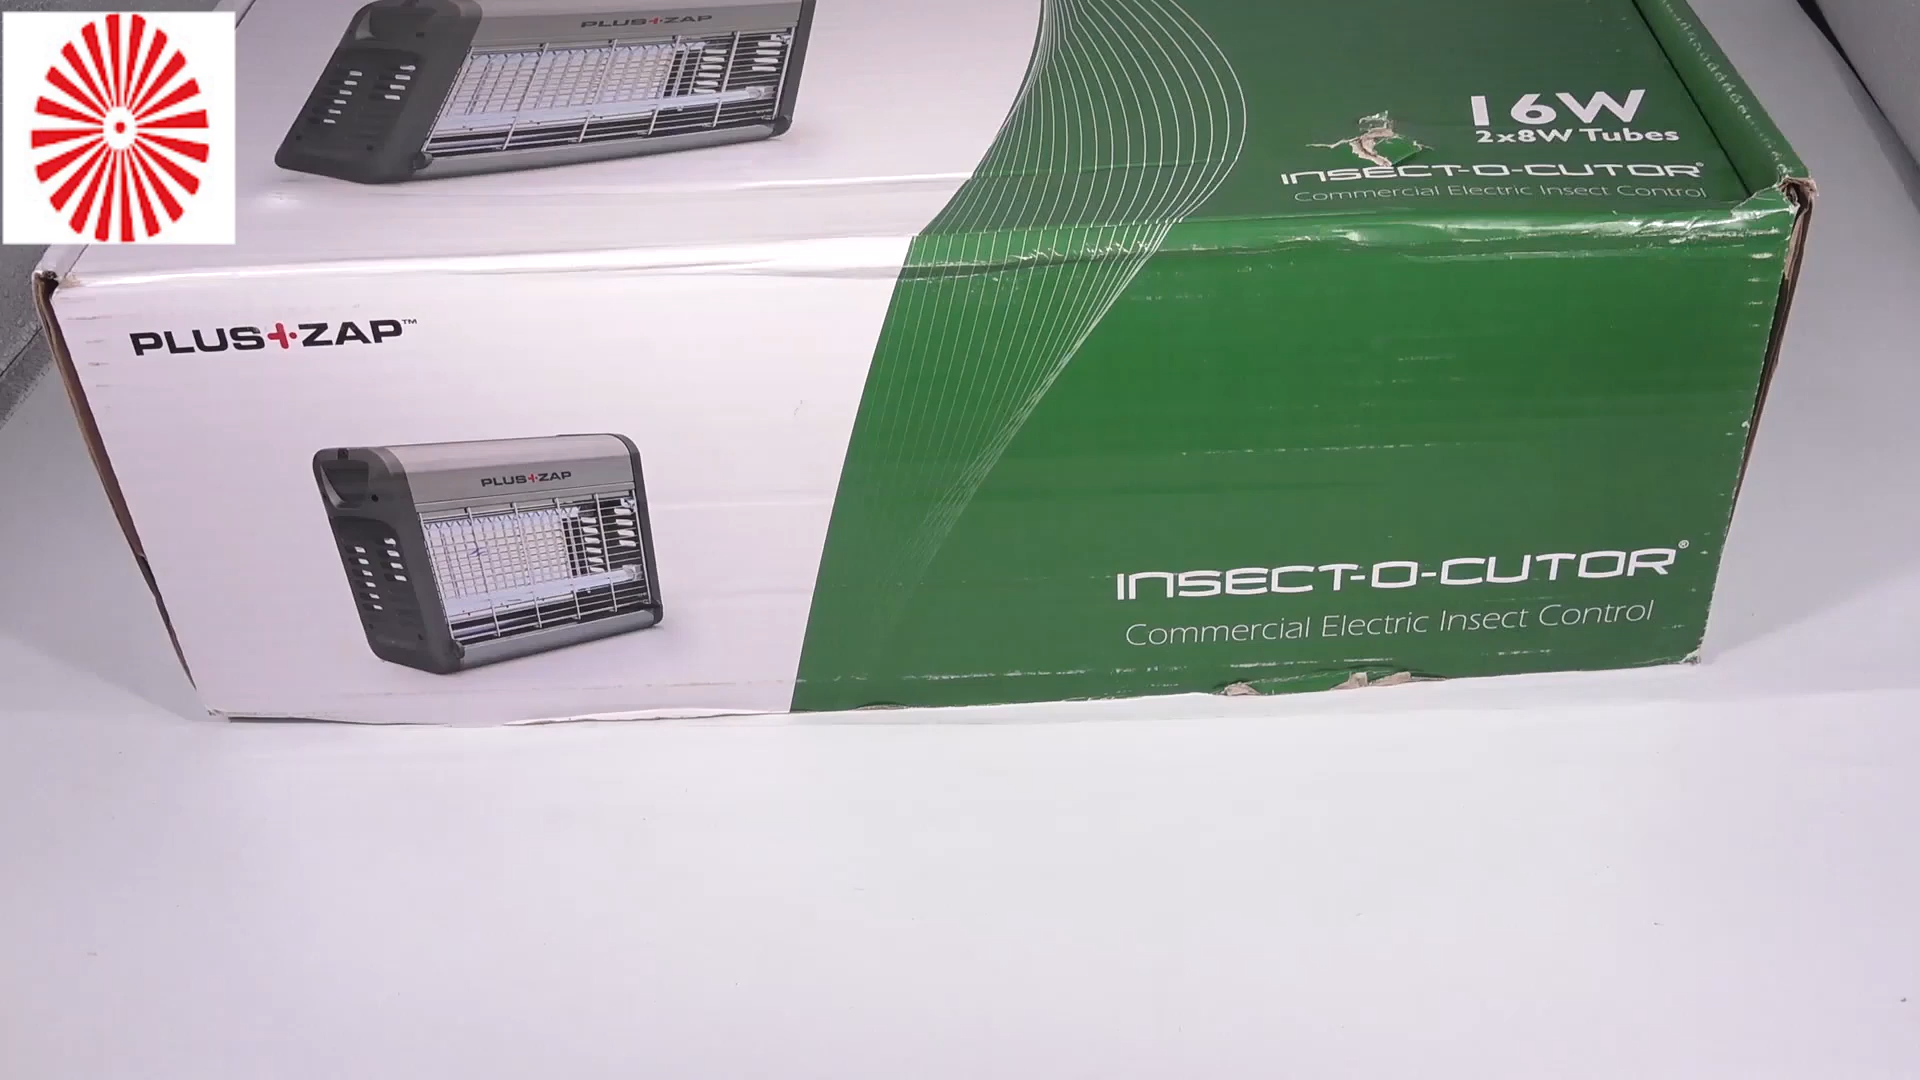 PLUS+ZAP
16W
2x8W Tubes
INSECT-O-CUTOR®
Commercial Electric Insect Control
PLUS+ZAP™
PLUS+ZAP
INSECT-O-CUTOR®
Commercial Electric Insect Control